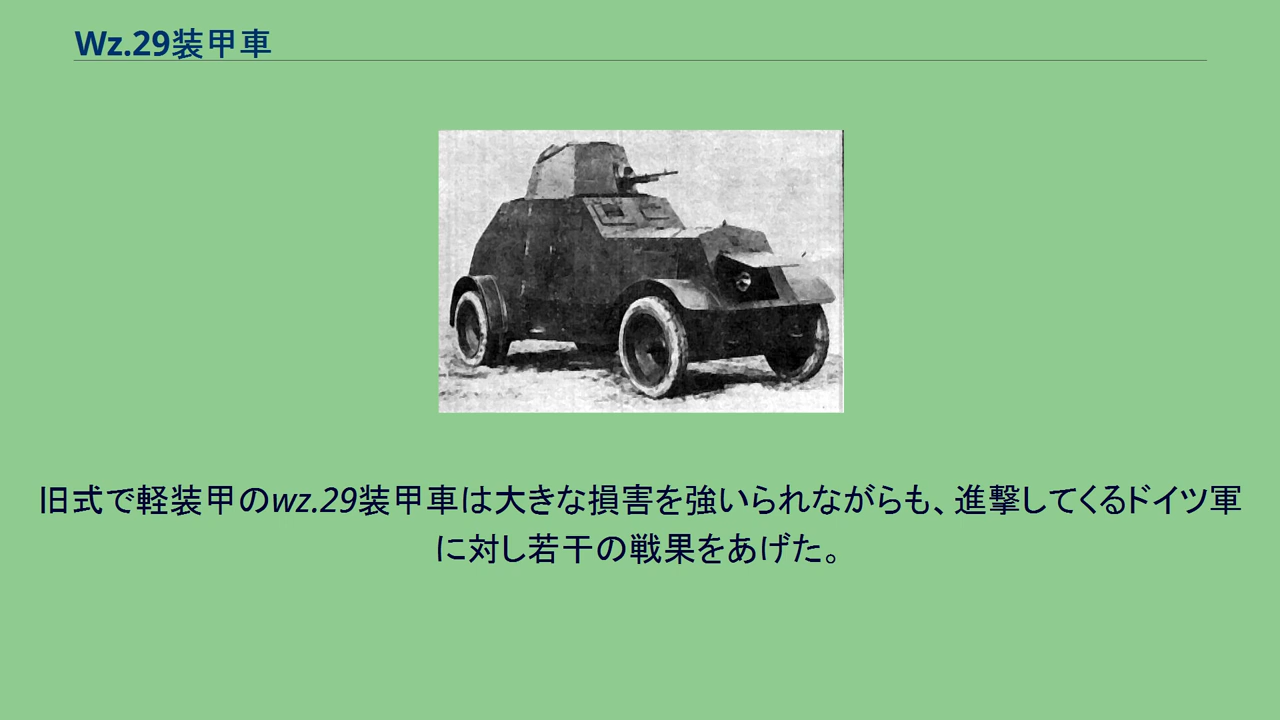 Wz.29装甲車
旧式で軽装甲のwz.29装甲車は大きな損害を強いられながらも、進撃してくるドイツ軍
に対し若干の戦果をあげた。